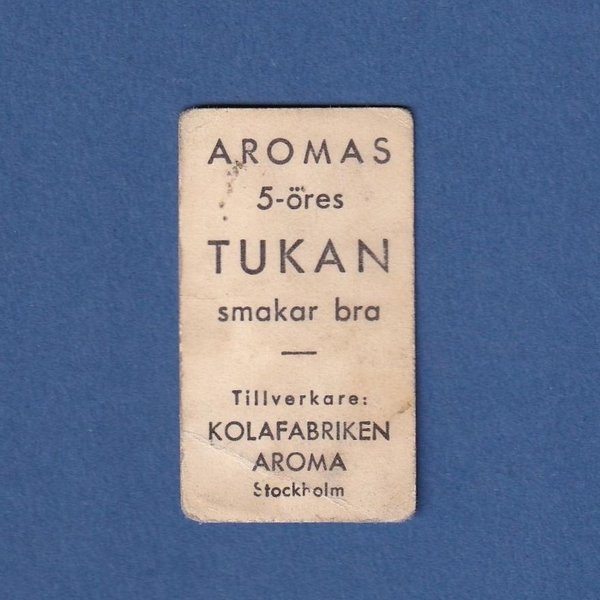 AROMAS
5-öres
TUKAN
smakar bra
Tillverkare:
KOLAFABRIKEN
AROMA
Stockholm